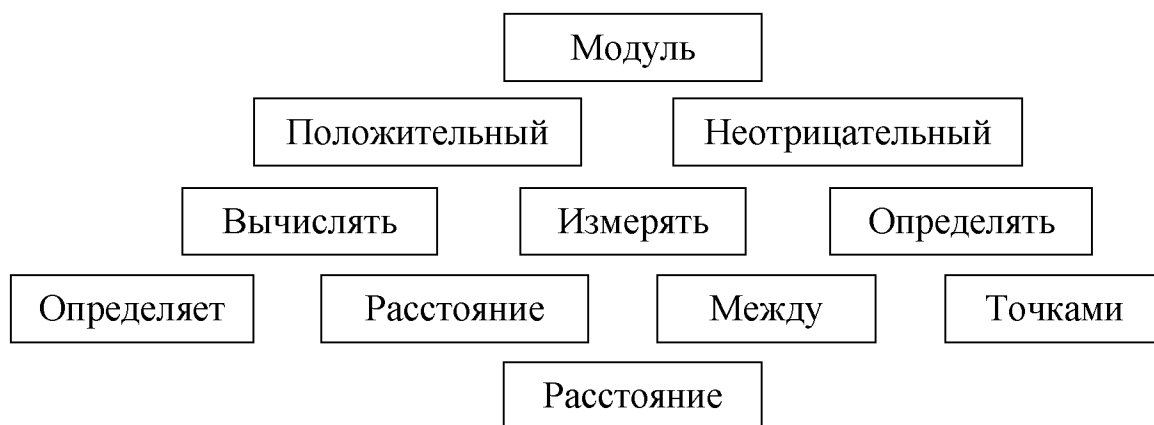 Модуль
Положительный Неотрицательный
Вычислять Измерять Определять
Определяет Расстояние Между Точками
Расстояние